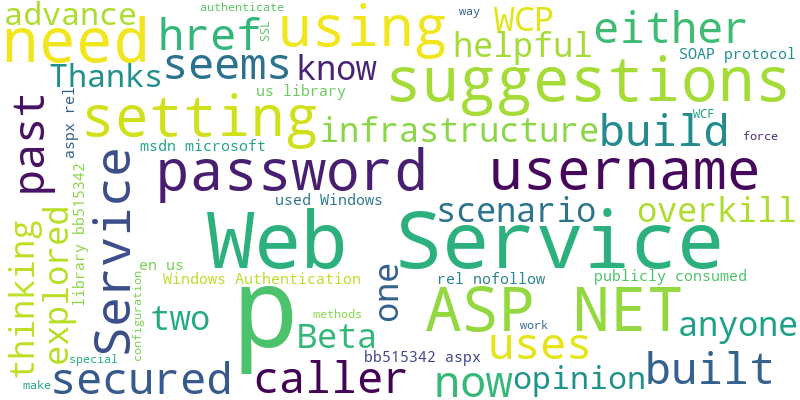 advance
authenticate
SSL
way
need
href
using
WCP
either
Thanks
seems
know
helpful
SOAP protocol
past
aspx rel
us library
suggestions
setting
infrastructure
build
WCF
force
msdn microsoft
password
username
Service
library bb515342
used Windows
scenario
overkill
thinking
explored
Web Service
en us
Windows Authentication
one
rel nofollow
publicly consumed
configuration
p
ASP NET
anyone
two
Beta
methods
work
uses
special
bb515342 aspx
make
secured
caller
now
opinion
built